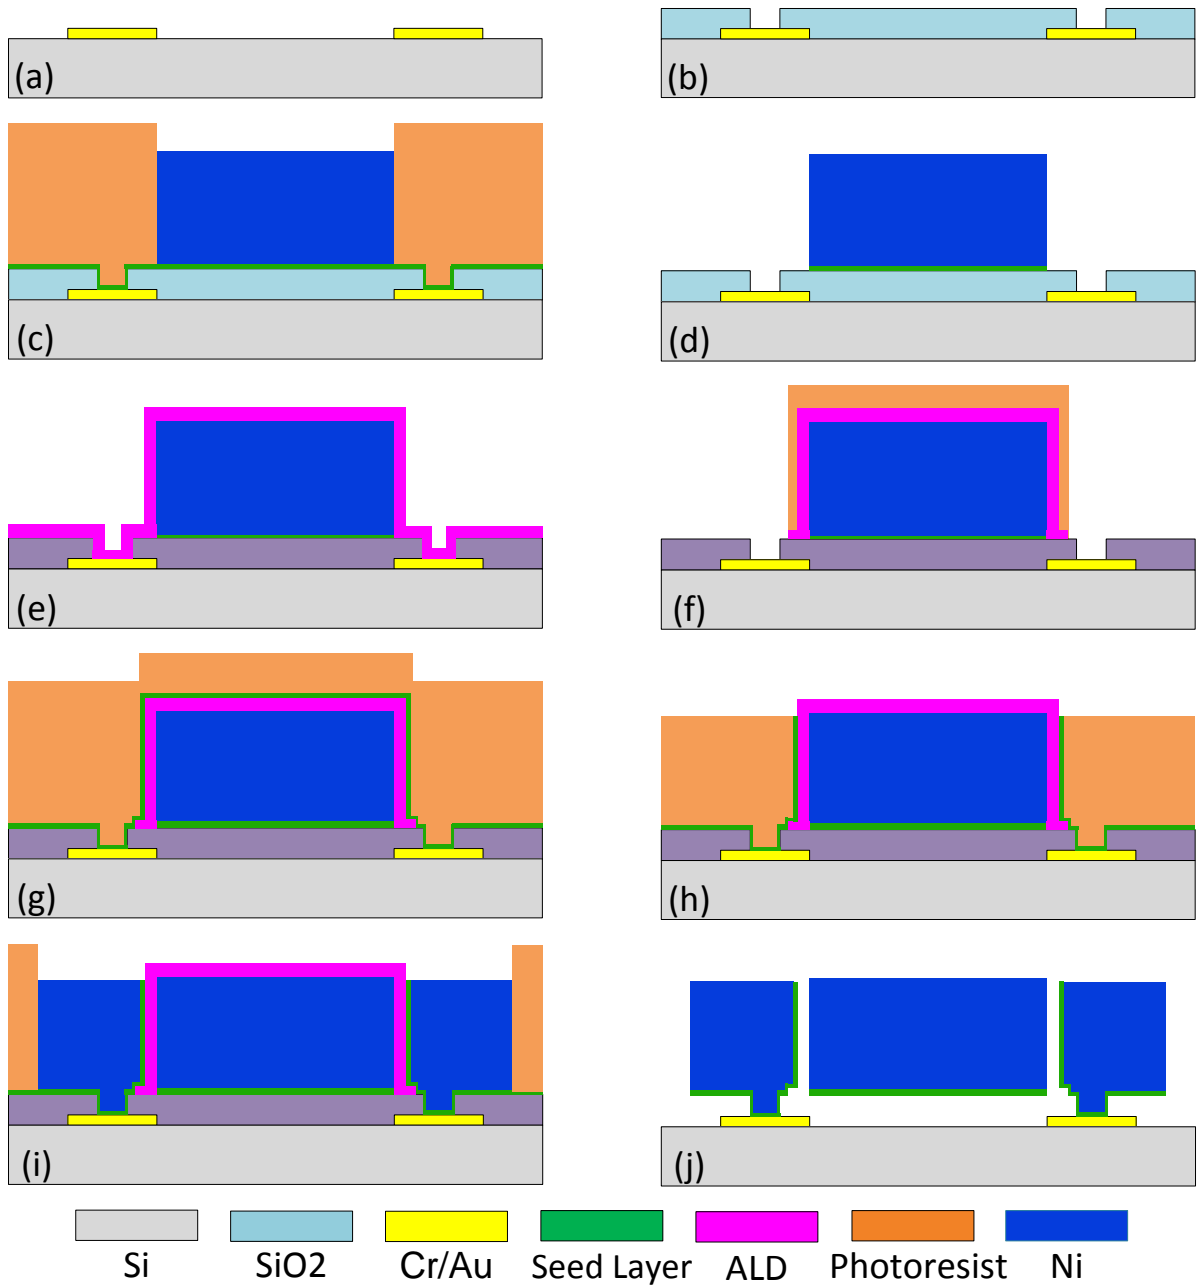 (a)
(b)
(c)
(d)
(e)
(f)
(g)
(h)
(i)
(j)
Si SiO2 Cr/Au Seed Layer ALD Photoresist Ni